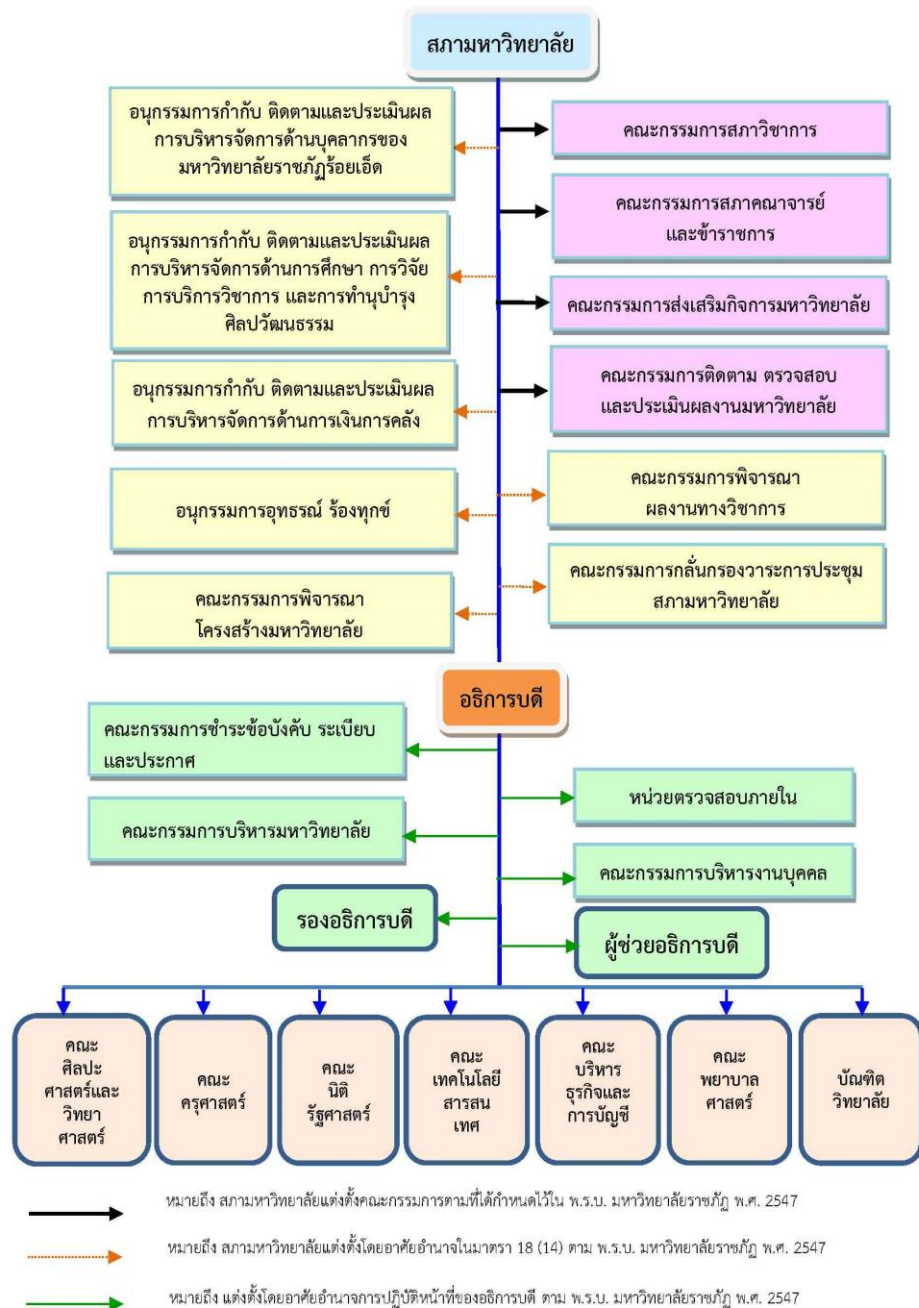 สภามหาวิทยาลัย
อนุกรรมการกำกับ ติดตามและประเมินผล
การบริหารจัดการด้านบุคลากรของ
มหาวิทยาลัยราชภัฏร้อยเอ็ด
คณะกรรมการสภาวิชาการ
คณะกรรมการสภาคณาจารย์
และข้าราชการ
อนุกรรมการกำกับ ติดตามและประเมินผล
การบริหารจัดการด้านการศึกษา การวิจัย
การบริการวิชาการ และการทำนุบำรุง
ศิลปวัฒนธรรม
คณะกรรมการส่งเสริมกิจการมหาวิทยาลัย
อนุกรรมการกำกับ ติดตามและประเมินผล
การบริหารจัดการด้านการเงินการคลัง
คณะกรรมการติดตาม ตรวจสอบ
และประเมินผลงานมหาวิทยาลัย
อนุกรรมการอุทธรณ์ ร้องทุกข์
คณะกรรมการพิจารณา
ผลงานทางวิชาการ
คณะกรรมการพิจารณา
โครงสร้างมหาวิทยาลัย
คณะกรรมการกลั่นกรองวาระการประชุม
สภามหาวิทยาลัย
อธิการบดี
คณะกรรมการชำระข้อบังคับ ระเบียบ
และประกาศ
หน่วยตรวจสอบภายใน
คณะกรรมการบริหารมหาวิทยาลัย
คณะกรรมการบริหารงานบุคคล
รองอธิการบดี
ผู้ช่วยอธิการบดี
คณะ
ศิลปะ
ศาสตร์และ
วิทยา
ศาสตร์
คณะ
ครุศาสตร์
คณะ
นิติ
รัฐศาสตร์
คณะ
เทคโนโลยี
สารสน
เทศ
คณะ
บริหาร
ธุรกิจและ
การบัญชี
คณะ
พยาบาล
ศาสตร์
บัณฑิต
วิทยาลัย
หมายถึง สภามหาวิทยาลัยแต่งตั้งคณะกรรมการตามที่ได้กำหนดไว้ใน พ.ร.บ. มหาวิทยาลัยราชภัฏ พ.ศ. 2547
หมายถึง สภามหาวิทยาลัยแต่งตั้งโดยอาศัยอำนาจในมาตรา 18 (14) ตาม พ.ร.บ. มหาวิทยาลัยราชภัฏ พ.ศ. 2547
หมายถึง แต่งตั้งโดยอาศัยอำนาจการปฏิบัติหน้าที่ของอธิการบดี ตาม พ.ร.บ. มหาวิทยาลัยราชภัฏ พ.ศ. 2547